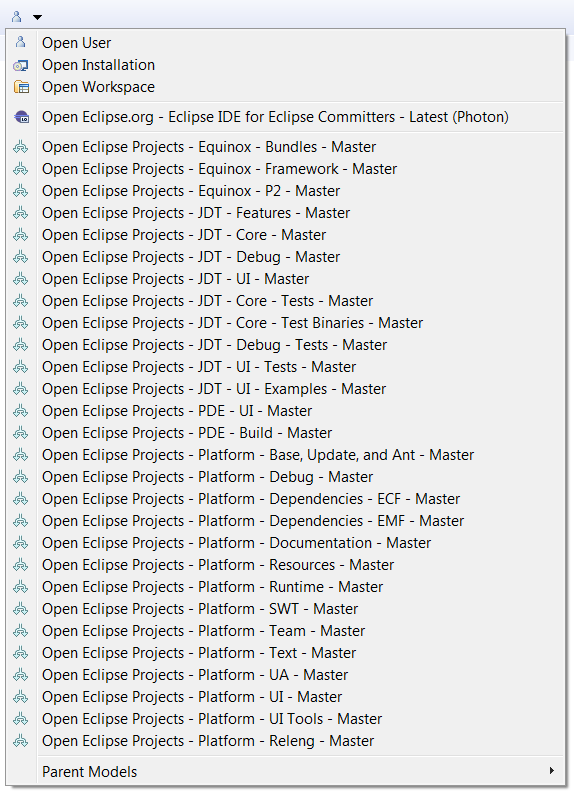 Open User
Open Installation
Open Workspace
Open Eclipse.org - Eclipse IDE for Eclipse Committers - Latest (Photon)
Open Eclipse Projects - Equinox - Bundles - Master
Open Eclipse Projects - Equinox - Framework - Master
Open Eclipse Projects - Equinox - P2 - Master
Open Eclipse Projects - JDT - Features - Master
Open Eclipse Projects - JDT - Core - Master
Open Eclipse Projects - JDT - Debug - Master
Open Eclipse Projects - JDT - UI - Master
Open Eclipse Projects - JDT - Core - Tests - Master
Open Eclipse Projects - JDT - Core - Test Binaries - Master
Open Eclipse Projects - JDT - Debug - Tests - Master
Open Eclipse Projects - JDT - UI - Tests - Master
Open Eclipse Projects - JDT - UI - Examples - Master
Open Eclipse Projects - PDE - UI - Master
Open Eclipse Projects - PDE - Build - Master
Open Eclipse Projects - Platform - Base, Update, and Ant - Master
Open Eclipse Projects - Platform - Debug - Master
Open Eclipse Projects - Platform - Dependencies - ECF - Master
Open Eclipse Projects - Platform - Dependencies - EMF - Master
Open Eclipse Projects - Platform - Documentation - Master
Open Eclipse Projects - Platform - Resources - Master
Open Eclipse Projects - Platform - Runtime - Master
Open Eclipse Projects - Platform - SWT - Master
Open Eclipse Projects - Platform - Team - Master
Open Eclipse Projects - Platform - Text - Master
Open Eclipse Projects - Platform - UA - Master
Open Eclipse Projects - Platform - UI - Master
Open Eclipse Projects - Platform - UI Tools - Master
Open Eclipse Projects - Platform - Releng - Master
Parent Models